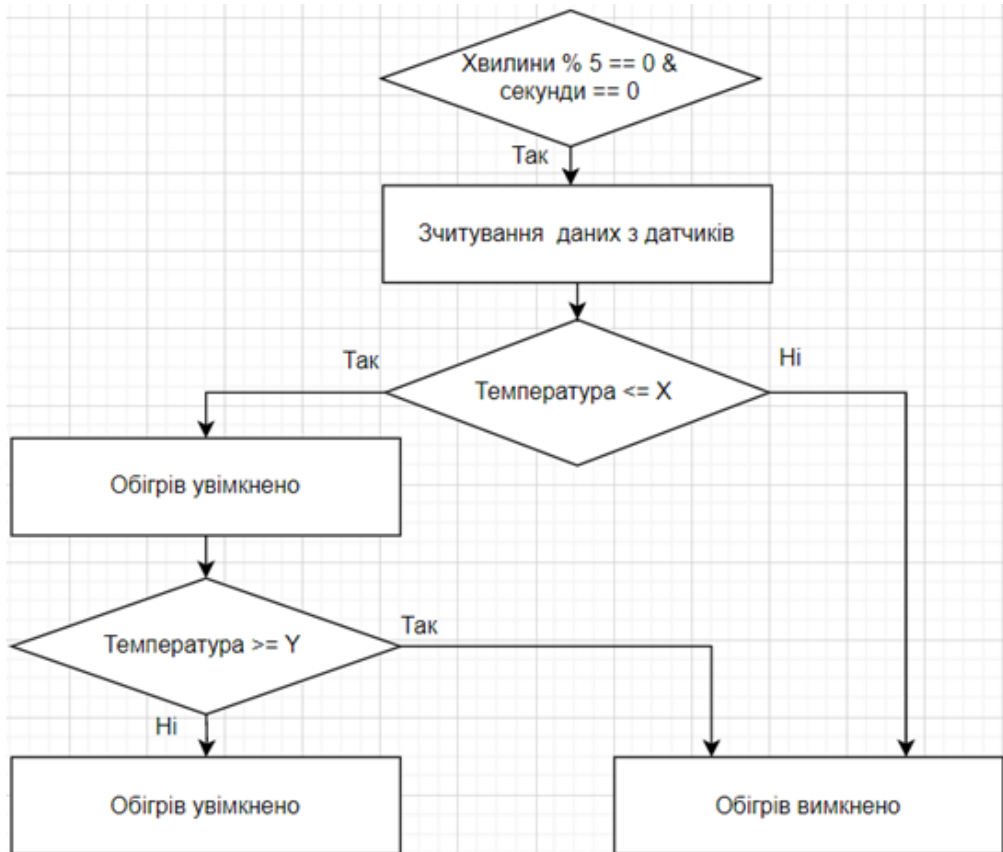 Хвилини % 5 == 0 &
секунди == 0
Так
Зчитування даних з датчиків
Так
Ні
Температура <= X
Обігрів увімкнено
Температура >= Y
Так
Ні
Обігрів увімкнено
Обігрів вимкнено